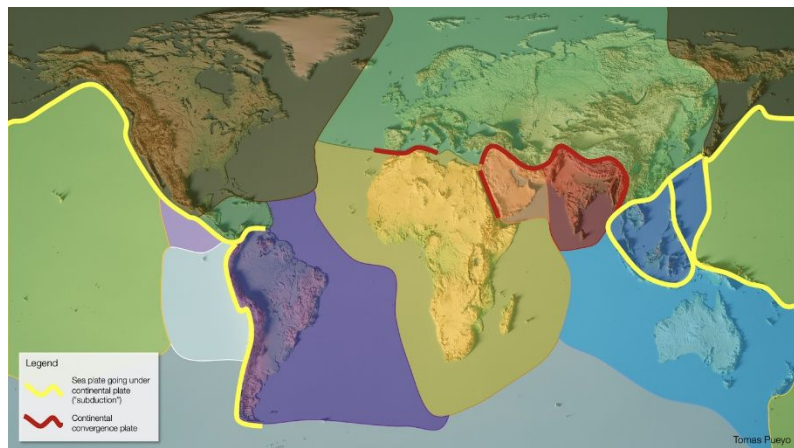 Legend
Sea plate going under
continental plate
("subduction")
Continental
convergence plate
Tomas Pueyo